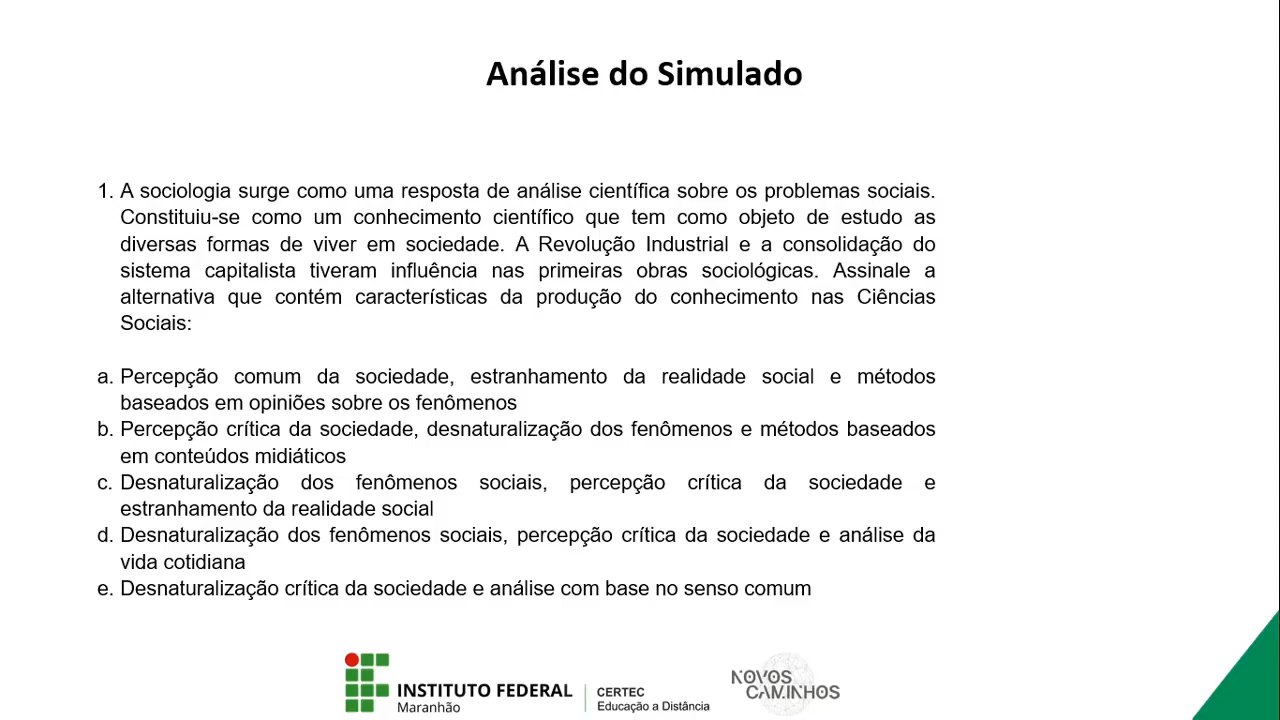 Análise do Simulado
1. A sociologia surge como uma resposta de análise científica sobre os problemas sociais.
Constituiu-se como um conhecimento científico que tem como objeto de estudo as
diversas formas de viver em sociedade. A Revolução Industrial e a consolidação do
sistema capitalista tiveram influência nas primeiras obras sociológicas. Assinale a
alternativa que contém características da produção do conhecimento nas Ciências
Sociais:
a. Percepção comum da sociedade, estranhamento da realidade social e métodos
baseados em opiniões sobre os fenômenos
b. Percepção crítica da sociedade, desnaturalização dos fenômenos e métodos baseados
em conteúdos midiáticos
c. Desnaturalização dos fenômenos sociais, percepção crítica da sociedade e
estranhamento da realidade social
d. Desnaturalização dos fenômenos sociais, percepção crítica da sociedade e análise da
vida cotidiana
e. Desnaturalização crítica da sociedade e análise com base no senso comum
INSTITUTO FEDERAL
Maranhão
CERTEC
Educação a Distância
NOVOS
CAMINHOS